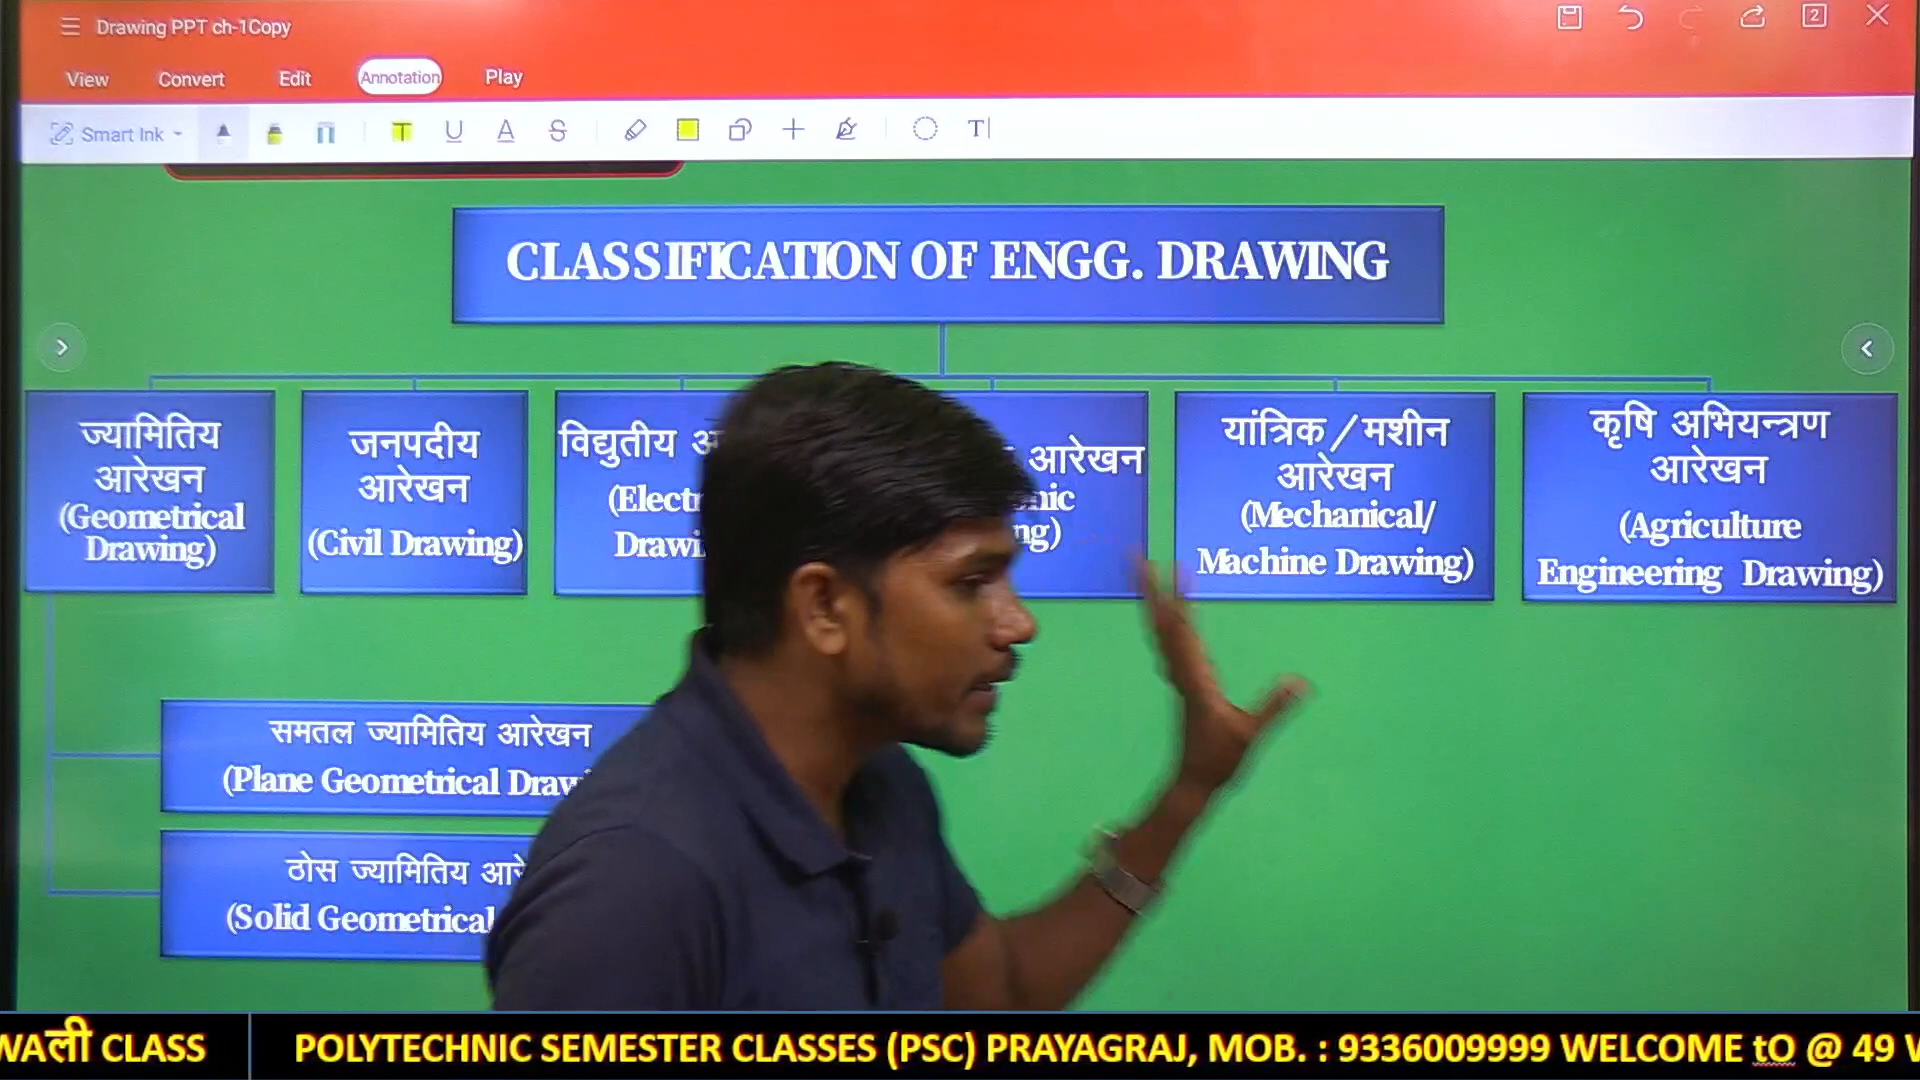 Drawing PPT ch-1Copy
2
View Convert Edit Annotation Play
Smart Ink
CLASSIFICATION OF ENGG. DRAWING
ज्यामितिय
आरेखन
(Geometrical
Drawing)
जनपदीय
आरेखन
(Civil Drawing)
विद्युतीय
आरेखन
यांत्रिक/मशीन
आरेखन
(Mechanical/
Machine Drawing)
कृषि अभियन्त्रण
आरेखन
(Agriculture
Engineering Drawing)
समतल ज्यामितिय आरेखन
(Plane Geometrical
ठोस ज्यामितिय
(Solid Geometrical
WAली CLASS
POLYTECHNIC SEMESTER CLASSES (PSC) PRAYAGRAJ, MOB. : 9336009999 WELCOME tO @ 49